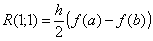 R(1;1) = h/2 (f(a) − f(b))